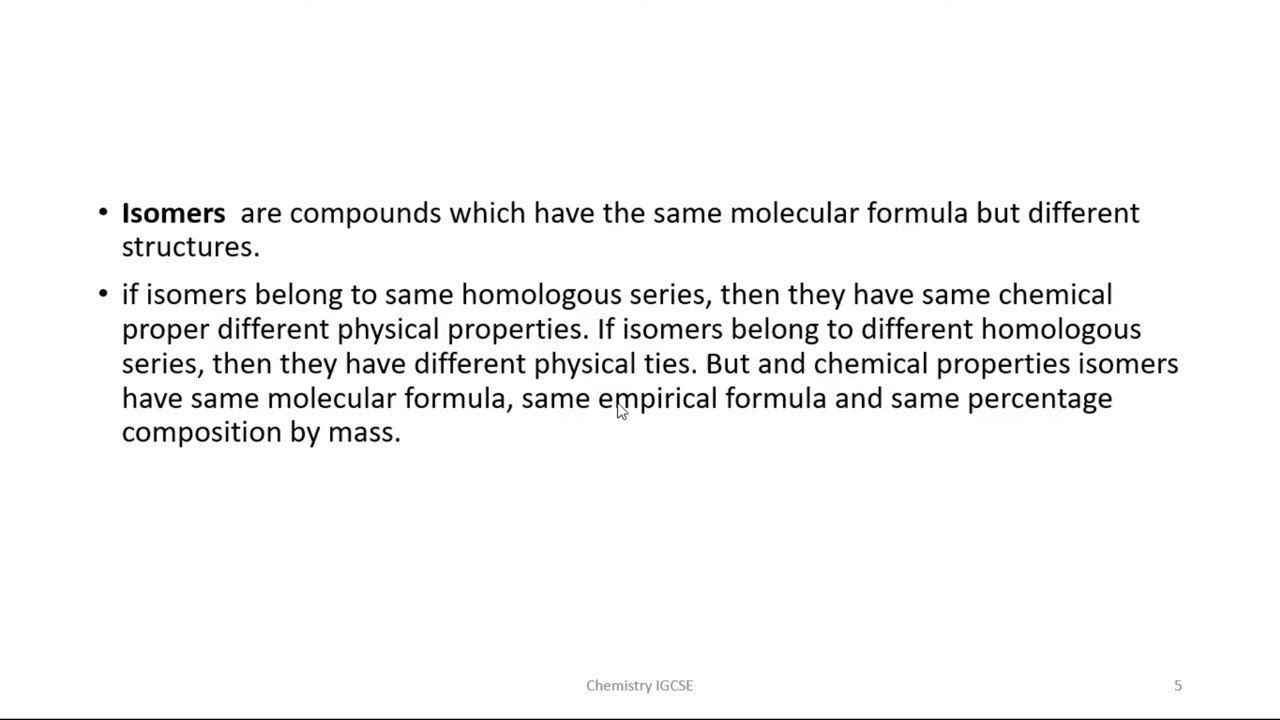 • Isomers are compounds which have the same molecular formula but different
structures.
• if isomers belong to same homologous series, then they have same chemical
proper different physical properties. If isomers belong to different homologous
series, then they have different physical ties. But and chemical properties isomers
have same molecular formula, same empirical formula and same percentage
composition by mass.
Chemistry IGCSE
5